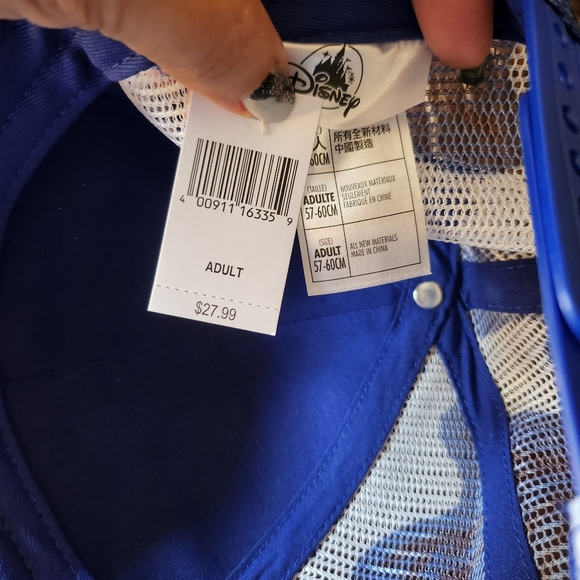 Disney
4 00911 16335 9
ADULT
$27.99
人
60CM
所有全新材料
中國製造
(TAILLE)
ADULTE
57-60CM
NOUVEAUX MATÉRIAUX
SEULEMENT
FABRIQUÉ EN CHINE
(SIZE)
ADULT
57-60CM
ALL NEW MATERIALS
MADE IN CHINA